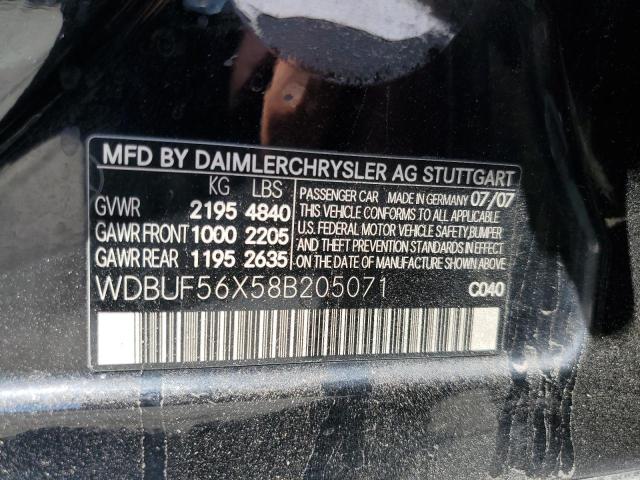 MFD BY DAIMLERCHRYSLER AG STUTTGART
KG LBS
GVWR 2195 4840
GAWR FRONT 1000 2205
GAWR REAR 1195 2635
PASSENGER CAR MADE IN GERMANY 07/07
THIS VEHICLE CONFORMS TO ALL APPLICABLE
U.S. FEDERAL MOTOR VEHICLE SAFETY,BUMPER
AND THEFT PREVENTION STANDARDS IN EFFECT
ON THE DATE OF MANUFACTURE SHOWN ABOVE.
WDBUF56X58B205071 C040